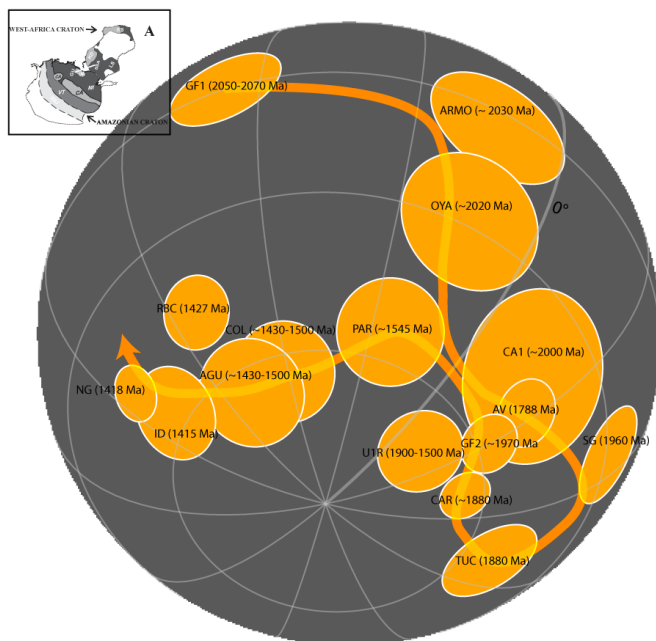 WEST-AFRICA CRATON
A
AMAZONIAN CRATON
GF1 (2050-2070 Ma)
ARMO (~ 2030 Ma)
OYA (~2020 Ma)
0°
RBC (1427 Ma)
COL (~1430-1500 Ma)
PAR (~1545 Ma)
CA1 (~2000 Ma)
AGU (~1430-1500 Ma)
NG (1418 Ma)
AV (1788 Ma)
ID (1415 Ma)
GF2 (~1970 Ma)
SG (1960 Ma)
U1R (1900-1500 Ma)
CAR (~1880 Ma)
TUC (1880 Ma)